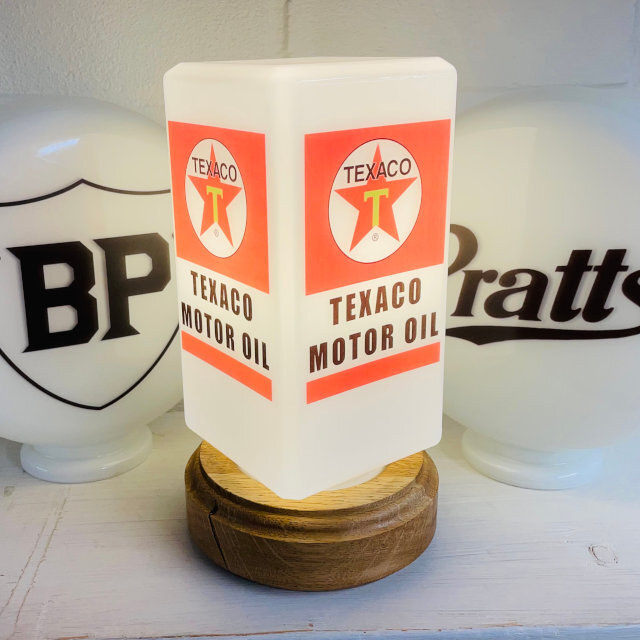 BP
TEXACO
T
®
TEXACO
MOTOR OIL
TEXACO
T
®
TEXACO
MOTOR OIL
Pratts